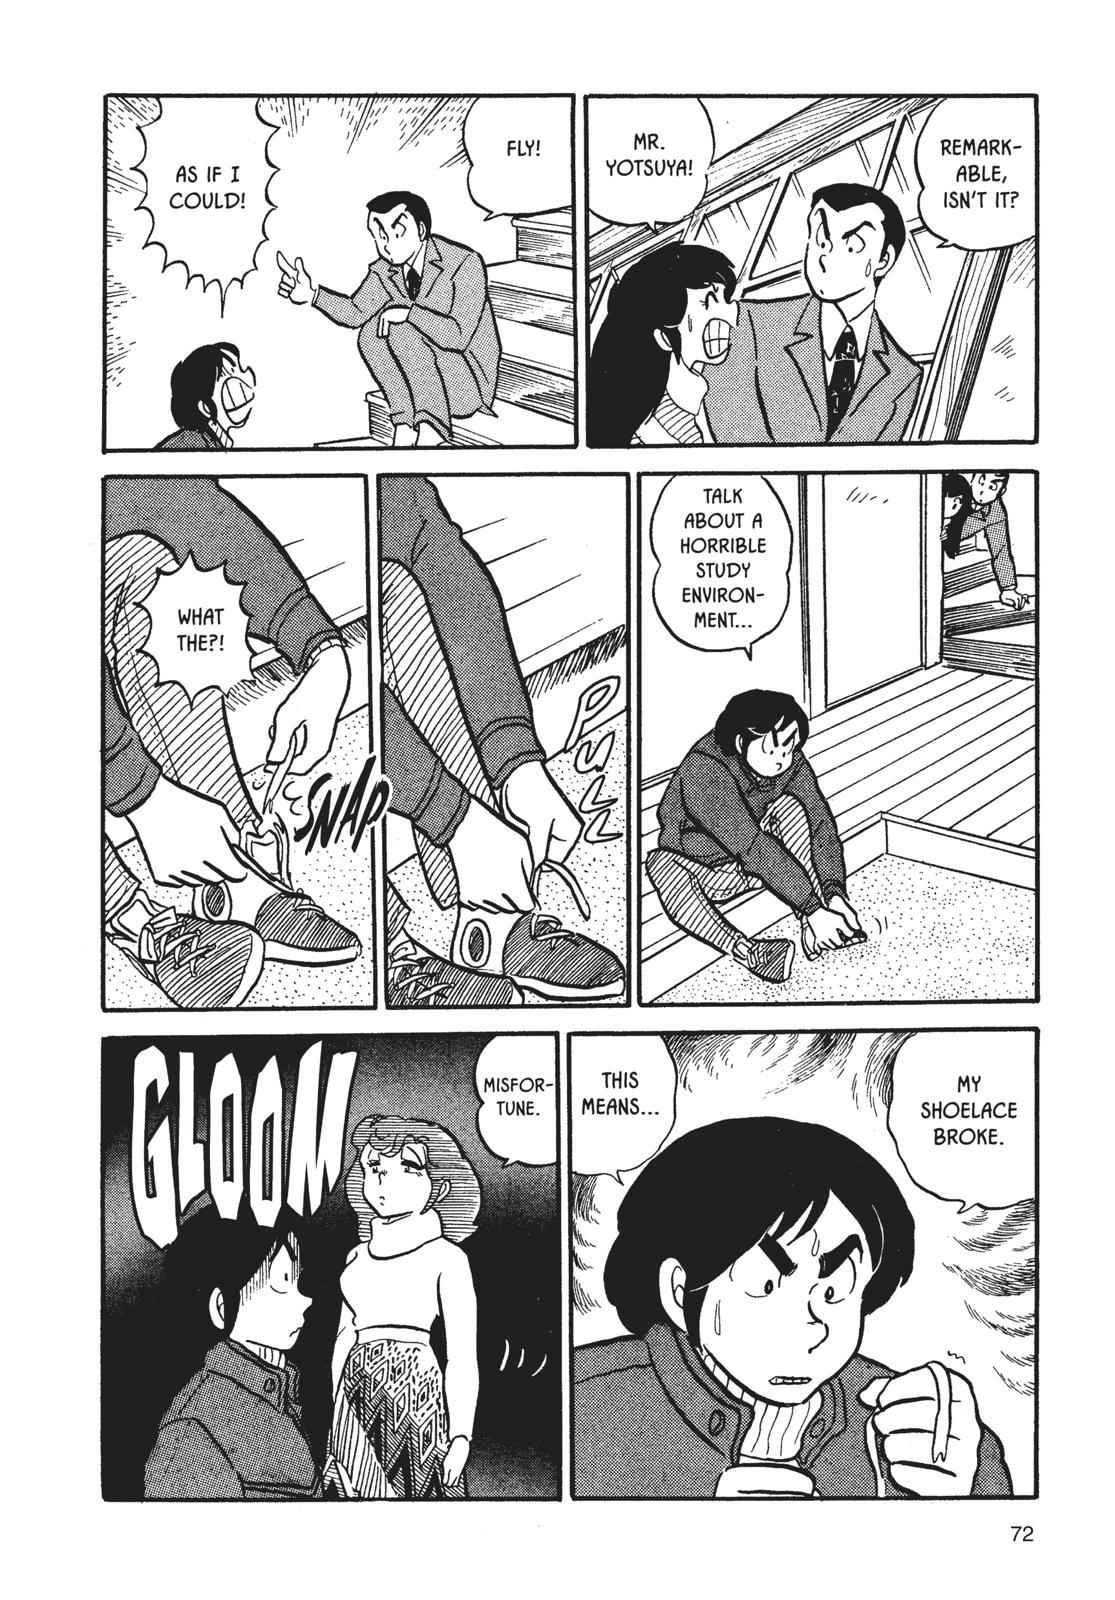 REMARK-
ABLE,
ISN'T IT?
MR.
YOTSUYA!
FLY!
AS IF I
COULD!
TALK
ABOUT A
HORRIBLE
STUDY
ENVIRON-
MENT...
PULL
SNAP
WHAT
THE?!
MY
SHOELACE
BROKE.
THIS
MEANS...
MISFOR-
TUNE.
GLOOM
72